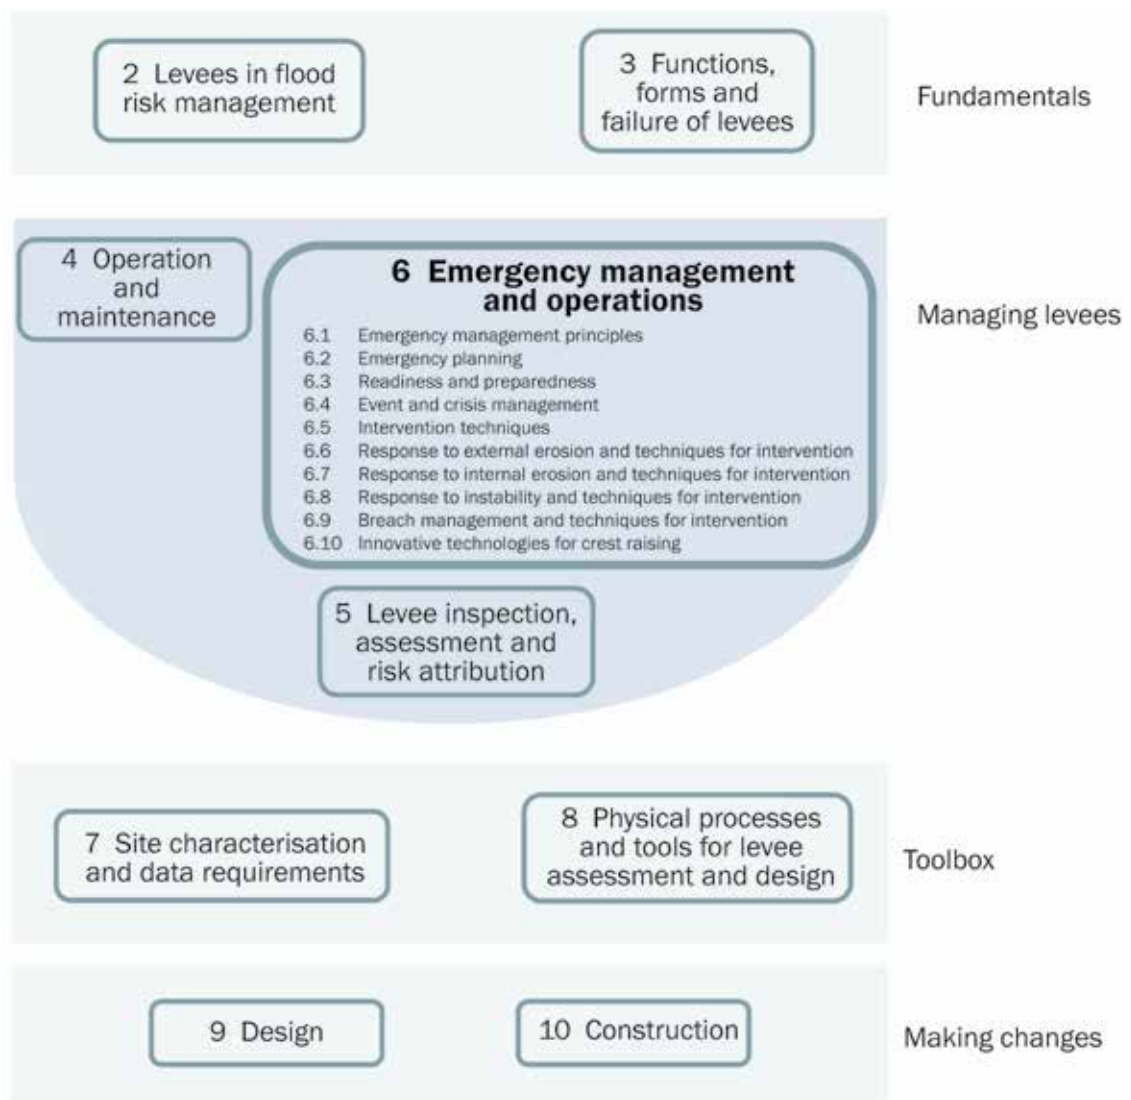 2 Levees in flood
risk management
3 Functions,
forms and
failure of levees
Fundamentals
4 Operation
and
maintenance
6 Emergency management
and operations
6.1 Emergency management principles
6.2 Emergency planning
6.3 Readiness and preparedness
6.4 Event and crisis management
6.5 Intervention techniques
6.6 Response to external erosion and techniques for intervention
6.7 Response to internal erosion and techniques for intervention
6.8 Response to instability and techniques for intervention
6.9 Breach management and techniques for intervention
6.10 Innovative technologies for crest raising
Managing levees
5 Levee inspection,
assessment and
risk attribution
7 Site characterisation
and data requirements
8 Physical processes
and tools for levee
assessment and design
Toolbox
9 Design
10 Construction
Making changes